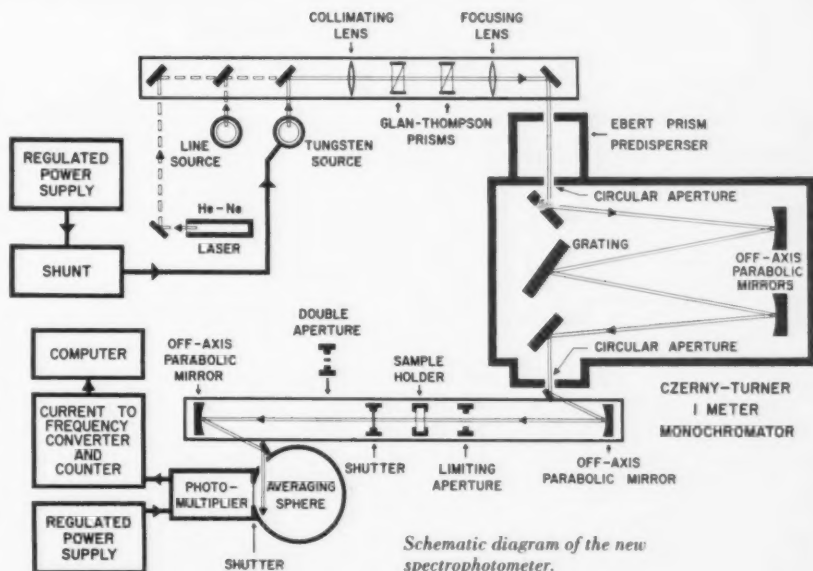 COLLIMATING
LENS
FOCUSING
LENS
GLAN-THOMPSON
PRISMS
LINE
SOURCE
TUNGSTEN
SOURCE
EBERT PRISM
PREDISPERSER
REGULATED
POWER
SUPPLY
He-Ne
LASER
SHUNT
CIRCULAR APERTURE
GRATING
OFF-AXIS
PARABOLIC
MIRRORS
CIRCULAR APERTURE
CZERNY-TURNER
1 METER
MONOCHROMATOR
DOUBLE
APERTURE
OFF-AXIS
PARABOLIC
MIRROR
SAMPLE
HOLDER
COMPUTER
CURRENT TO
FREQUENCY
CONVERTER
AND
COUNTER
SHUTTER
LIMITING
APERTURE
OFF-AXIS
PARABOLIC MIRROR
PHOTO-
MULTIPLIER
AVERAGING
SPHERE
REGULATED
POWER
SUPPLY
SHUTTER
Schematic diagram of the new
spectrophotometer.